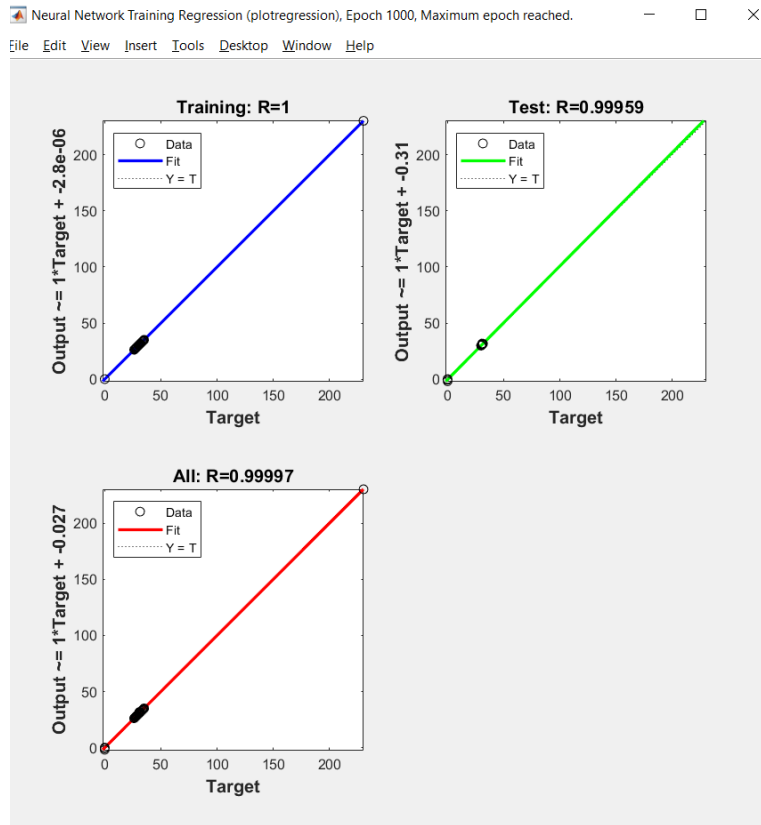 Neural Network Training Regression (plotregression), Epoch 1000, Maximum epoch reached.
File Edit View Insert Tools Desktop Window Help
Training: R=1
Output ~= 1*Target + -2.8e-06
Data
Fit
Y = T
200
150
100
50
0
0 50 100 150 200
Target
Test: R=0.99959
Output ~= 1*Target + -0.31
Data
Fit
Y = T
200
150
100
50
0
0 50 100 150 200
Target
All: R=0.99997
Output ~= 1*Target + -0.027
Data
Fit
Y = T
200
150
100
50
0
0 50 100 150 200
Target